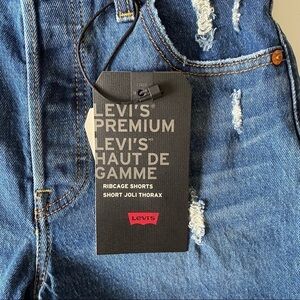 LEVI'S
PREMIUM
LEVI'S
HAUT DE
GAMME
RIBCAGE SHORTS
SHORT JOLI THORAX
LEVI'S